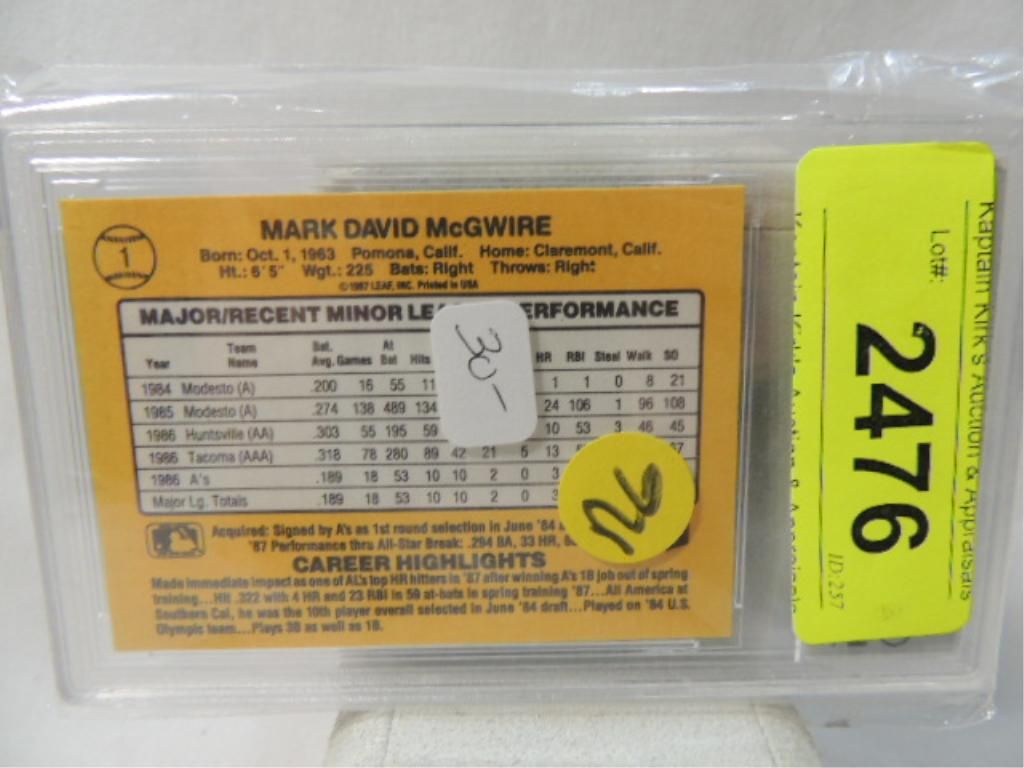 1
MARK DAVID McGWIRE
Born: Oct. 1, 1963 Pomona, Calif. Home: Claremont, Calif.
Ht.: 6'5" Wgt.: 225 Bats: Right Throws: Right
©1987 LEAF, INC. Printed in USA
MAJOR/RECENT MINOR LEA ERFORMANCE
Year Team Name Bat. Avg. Games At Bat Hits HR RBI Steal Walk SO
1984 Modesto (A) .200 16 55 11 1 1 0 8 21
1985 Modesto (A) .274 138 489 134 24 106 1 96 108
1986 Huntsville (AA) .303 55 195 59 10 53 3 46 45
1986 Tacoma (AAA) .318 78 280 89 42 21 5 13
1986 A's .189 18 53 10 10 2 0 3
Major Lg. Totals .189 18 53 10 10 2 0 3
Acquired: Signed by A's as 1st round selection in June '84
'87 Performance thru All-Star Break: .294 BA, 33 HR,
CAREER HIGHLIGHTS
Made immediate impact as one of AL's top HR hitters in '87 after winning A's 1B job out of spring
training...Hit .322 with 4 HR and 23 RBI in 59 at-bats in spring training '87...All America at
Southern Cal, he was the 10th player overall selected in June '84 draft...Played on '84 U.S.
Olympic team...Plays 3B as well as 1B.
30-
Kaptain Kirk's Auction & Appraisals
Lot#:
2476
ID:257